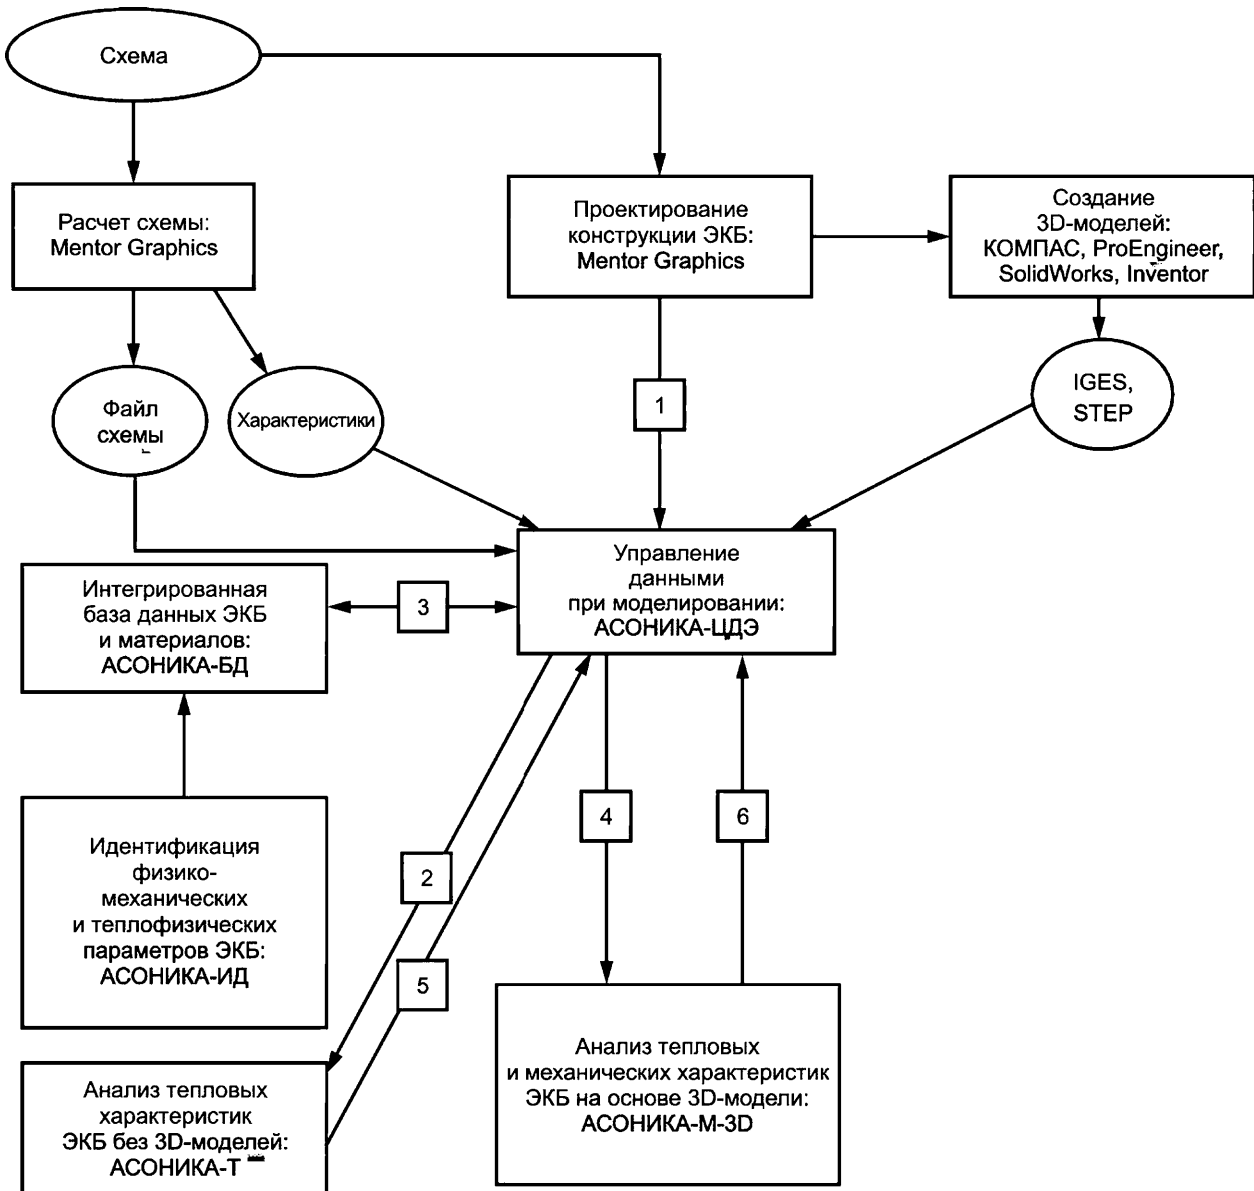 Схема
Расчет схемы:
Mentor Graphics
Проектирование
конструкции ЭКБ:
Mentor Graphics
Создание
3D-моделей:
КОМПАС, ProEngineer,
SolidWorks, Inventor
Файл
схемы
Характеристики
1
IGES,
STEP
Управление
данными
при моделировании:
АСОНИКА-ЦДЭ
Интегрированная
база данных ЭКБ
и материалов:
АСОНИКА-БД
3
4
6
Идентификация
физико-
механических
и теплофизических
параметров ЭКБ:
АСОНИКА-ИД
2
5
Анализ тепловых
характеристик
ЭКБ без 3D-моделей:
АСОНИКА-Т
Анализ тепловых
и механических характеристик
ЭКБ на основе 3D-модели:
АСОНИКА-М-3D